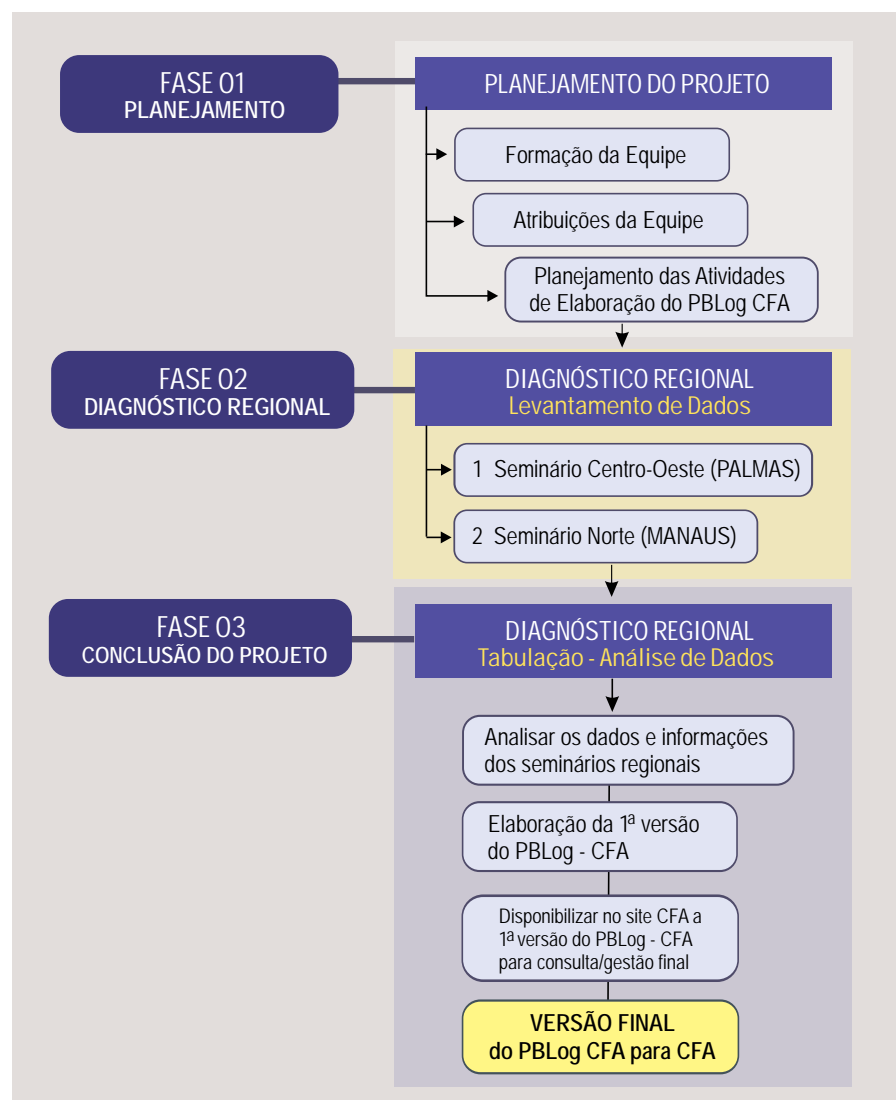 FASE 01
PLANEJAMENTO
PLANEJAMENTO DO PROJETO
Formação da Equipe
Atribuições da Equipe
Planejamento das Atividades
de Elaboração do PBLog CFA
FASE 02
DIAGNÓSTICO REGIONAL
DIAGNÓSTICO REGIONAL
Levantamento de Dados
1 Seminário Centro-Oeste (PALMAS)
2 Seminário Norte (MANAUS)
FASE 03
CONCLUSÃO DO PROJETO
DIAGNÓSTICO REGIONAL
Tabulação - Análise de Dados
Analisar os dados e informações
dos seminários regionais
Elaboração da 1ª versão
do PBLog - CFA
Disponibilizar no site CFA a
1ª versão do PBLog - CFA
para consulta/gestão final
VERSÃO FINAL
do PBLog CFA para CFA